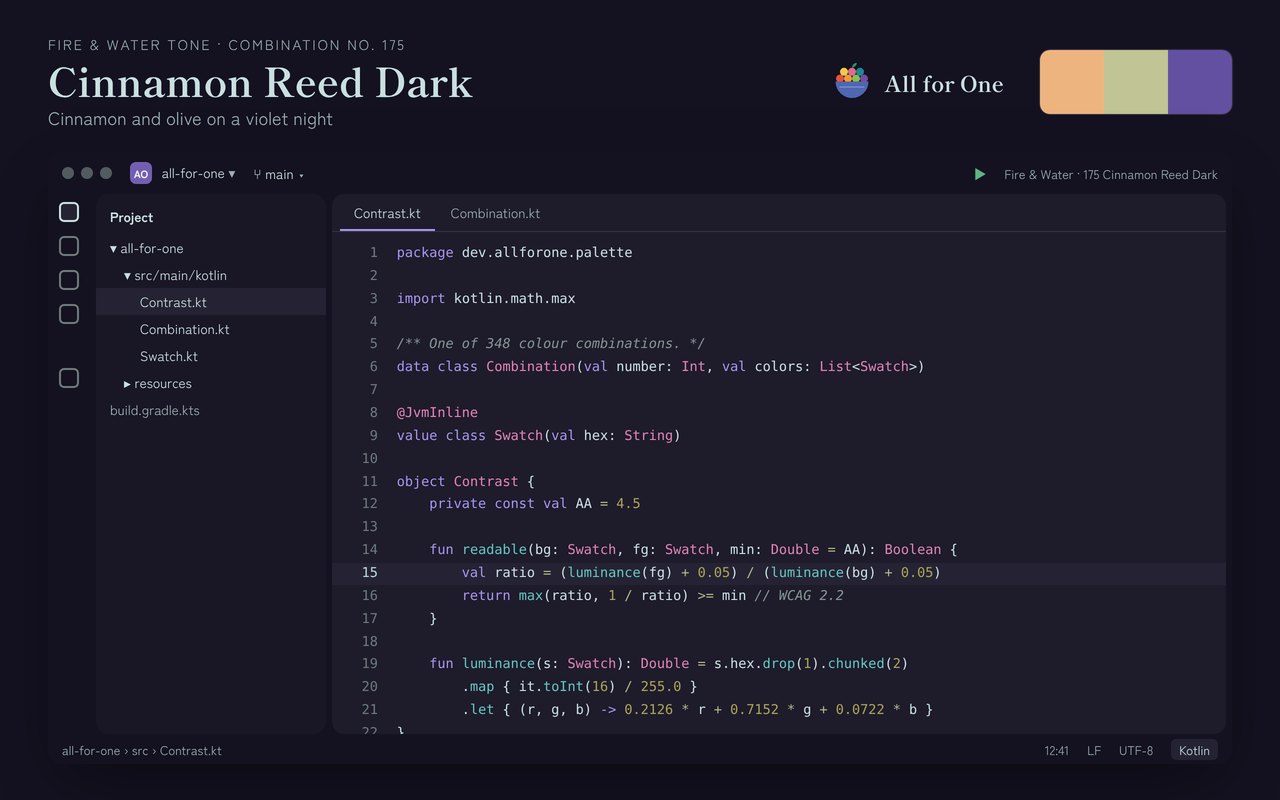 FIRE & WATER TONE · COMBINATION NO. 175
Cinnamon Reed Dark
Cinnamon and olive on a violet night
All for One
AO all-for-one ▾ main ▾
Fire & Water · 175 Cinnamon Reed Dark
Project
▾ all-for-one
▾ src/main/kotlin
Contrast.kt
Combination.kt
Swatch.kt
▸ resources
build.gradle.kts
Contrast.kt Combination.kt
1 package dev.allforone.palette
2
3 import kotlin.math.max
4
5 /** One of 348 colour combinations. */
6 data class Combination(val number: Int, val colors: List<Swatch>)
7
8 @JvmInline
9 value class Swatch(val hex: String)
10
11 object Contrast {
12     private const val AA = 4.5
13
14     fun readable(bg: Swatch, fg: Swatch, min: Double = AA): Boolean {
15         val ratio = (luminance(fg) + 0.05) / (luminance(bg) + 0.05)
16         return max(ratio, 1 / ratio) >= min // WCAG 2.2
17     }
18
19     fun luminance(s: Swatch): Double = s.hex.drop(1).chunked(2)
20         .map { it.toInt(16) / 255.0 }
21         .let { (r, g, b) -> 0.2126 * r + 0.7152 * g + 0.0722 * b }
22 }
all-for-one › src › Contrast.kt
12:41 LF UTF-8 Kotlin